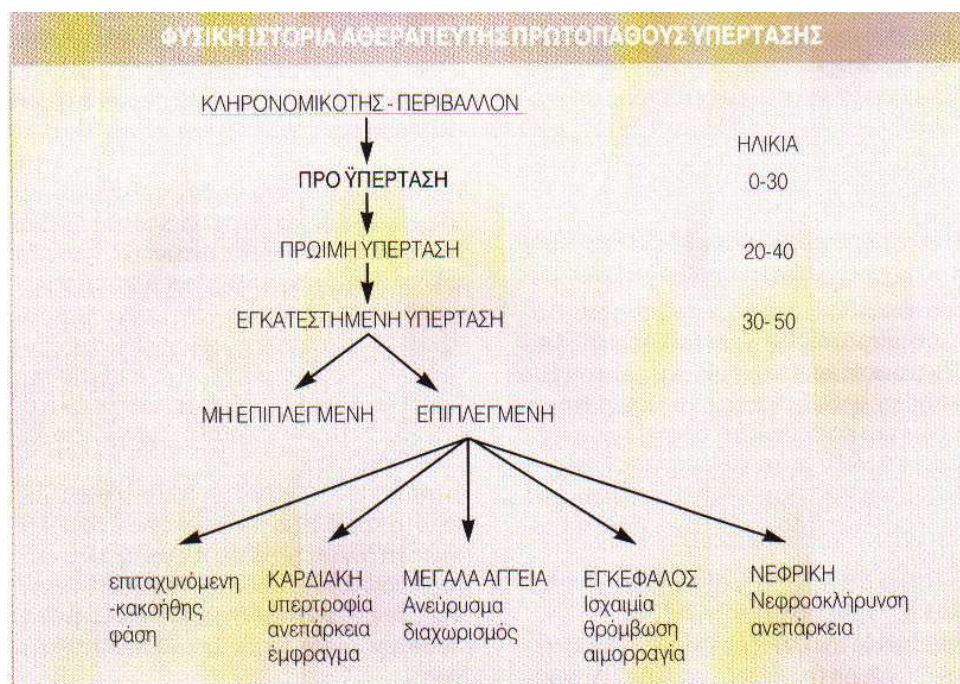 ΦΥΣΙΚΗ ΙΣΤΟΡΙΑ ΑΘΕΡΑΠΕΥΤΗΣ ΠΡΩΤΟΠΑΘΟΥΣ ΥΠΕΡΤΑΣΗΣ
ΚΛΗΡΟΝΟΜΙΚΟΤΗΣ - ΠΕΡΙΒΑΛΛΟΝ
ΗΛΙΚΙΑ
ΠΡΟ ΫΠΕΡΤΑΣΗ 0-30
ΠΡΩΙΜΗ ΥΠΕΡΤΑΣΗ 20-40
ΕΓΚΑΤΕΣΤΗΜΕΝΗ ΥΠΕΡΤΑΣΗ 30-50
ΜΗ ΕΠΙΠΛΕΓΜΕΝΗ ΕΠΙΠΛΕΓΜΕΝΗ
επιταχυνόμενη
-κακοήθης
φάση
ΚΑΡΔΙΑΚΗ
υπερτροφία
ανεπάρκεια
έμφραγμα
ΜΕΓΑΛΑ ΑΓΓΕΙΑ
Ανεύρυσμα
διαχωρισμός
ΕΓΚΕΦΑΛΟΣ
Ισχαιμία
θρόμβωση
αιμορραγία
ΝΕΦΡΙΚΗ
Νεφροσκλήρυνση
ανεπάρκεια